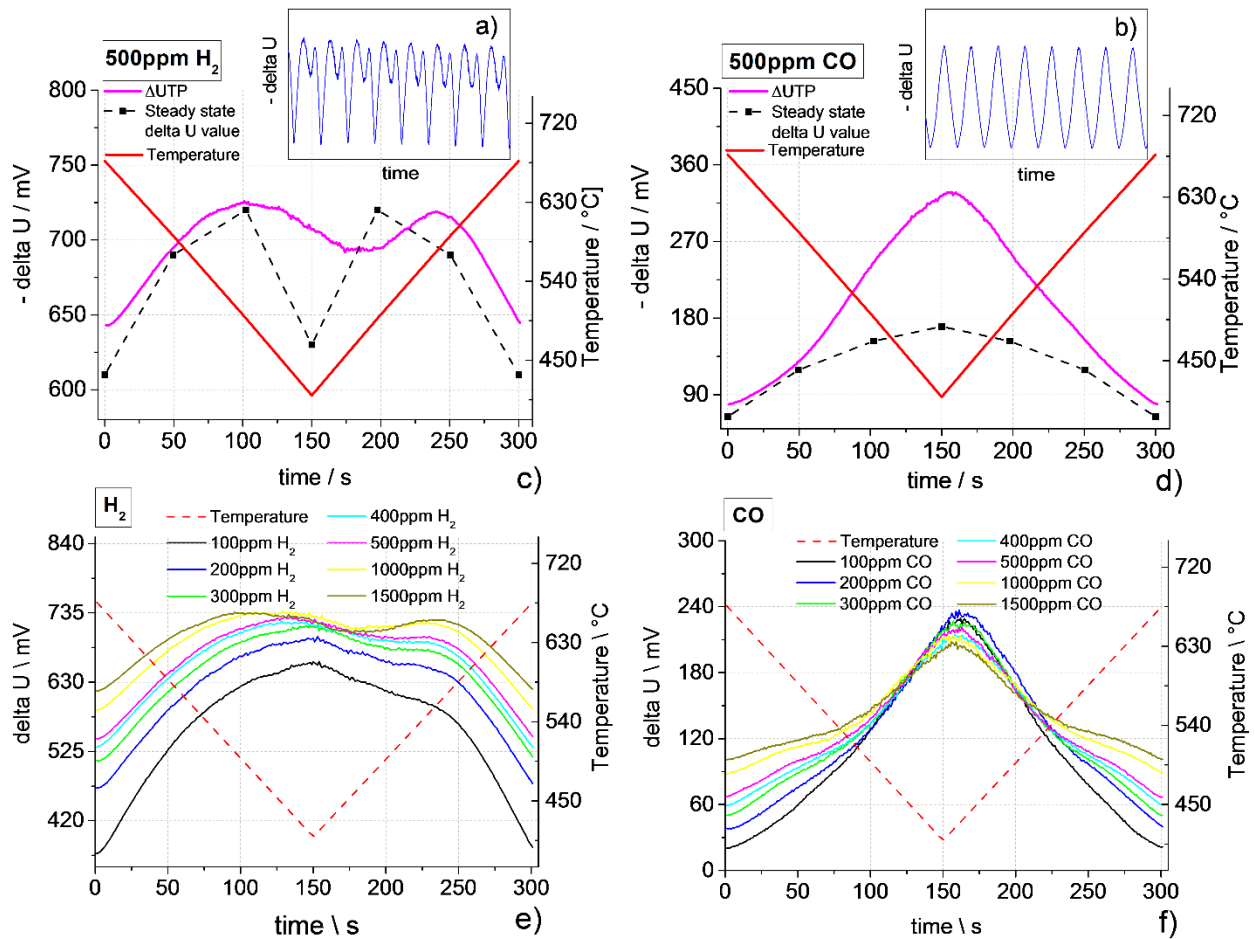 500ppm H2
a)
- delta U
time
ΔUTP
Steady state
delta U value
Temperature
800
750
700
650
600
- delta U / mV
720
630
540
450
Temperature / °C]
0 50 100 150 200 250 300
time / s
c)
500ppm CO
b)
- delta U
time
ΔUTP
Steady state
delta U value
Temperature
450
360
270
180
90
- delta U / mV
720
630
540
450
Temperature / °C
0 50 100 150 200 250 300
time / s
d)
H2
Temperature
100ppm H2
200ppm H2
300ppm H2
400ppm H2
500ppm H2
1000ppm H2
1500ppm H2
840
735
630
525
420
delta U \ mV
720
630
540
450
Temperature \ °C
0 50 100 150 200 250 300
time \ s
e)
CO
Temperature
100ppm CO
200ppm CO
300ppm CO
400ppm CO
500ppm CO
1000ppm CO
1500ppm CO
300
240
180
120
60
0
delta U \ mV
720
630
540
450
Temperature \ °C
0 50 100 150 200 250 300
time \ s
f)